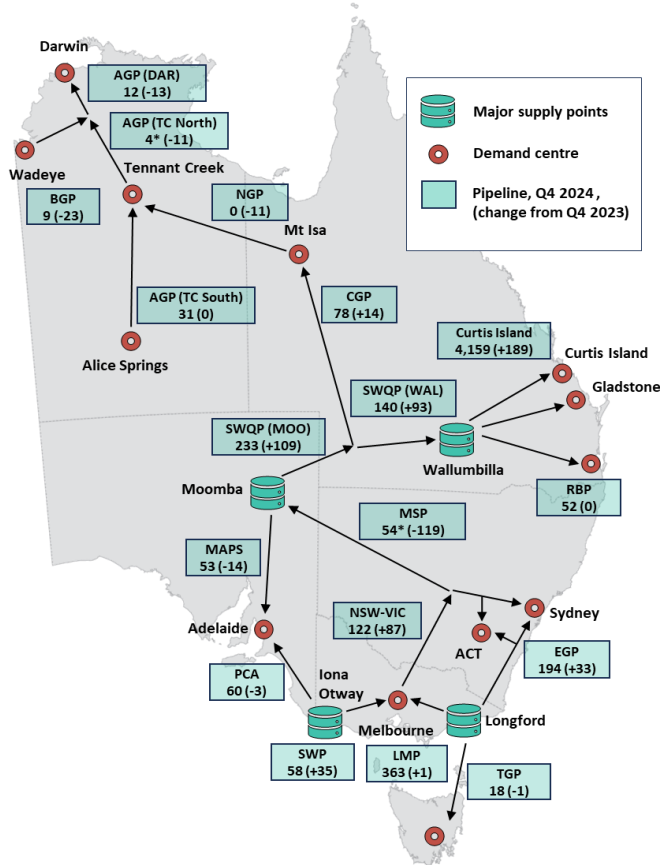 Darwin
AGP (DAR)
12 (-13)
AGP (TC North)
4* (-11)
Wadeye
Tennant Creek
BGP
9 (-23)
NGP
0 (-11)
Mt Isa
AGP (TC South)
31 (0)
Alice Springs
CGP
78 (+14)
Major supply points
Demand centre
Pipeline, Q4 2024 ,
(change from Q4 2023)
Curtis Island
4,159 (+189)
Curtis Island
Gladstone
SWQP (WAL)
140 (+93)
SWQP (MOO)
233 (+109)
Wallumbilla
Moomba
RBP
52 (0)
MSP
54* (-119)
MAPS
53 (-14)
NSW-VIC
122 (+87)
Sydney
Adelaide
ACT
EGP
194 (+33)
PCA
60 (-3)
Iona
Otway
Melbourne
Longford
SWP
58 (+35)
LMP
363 (+1)
TGP
18 (-1)